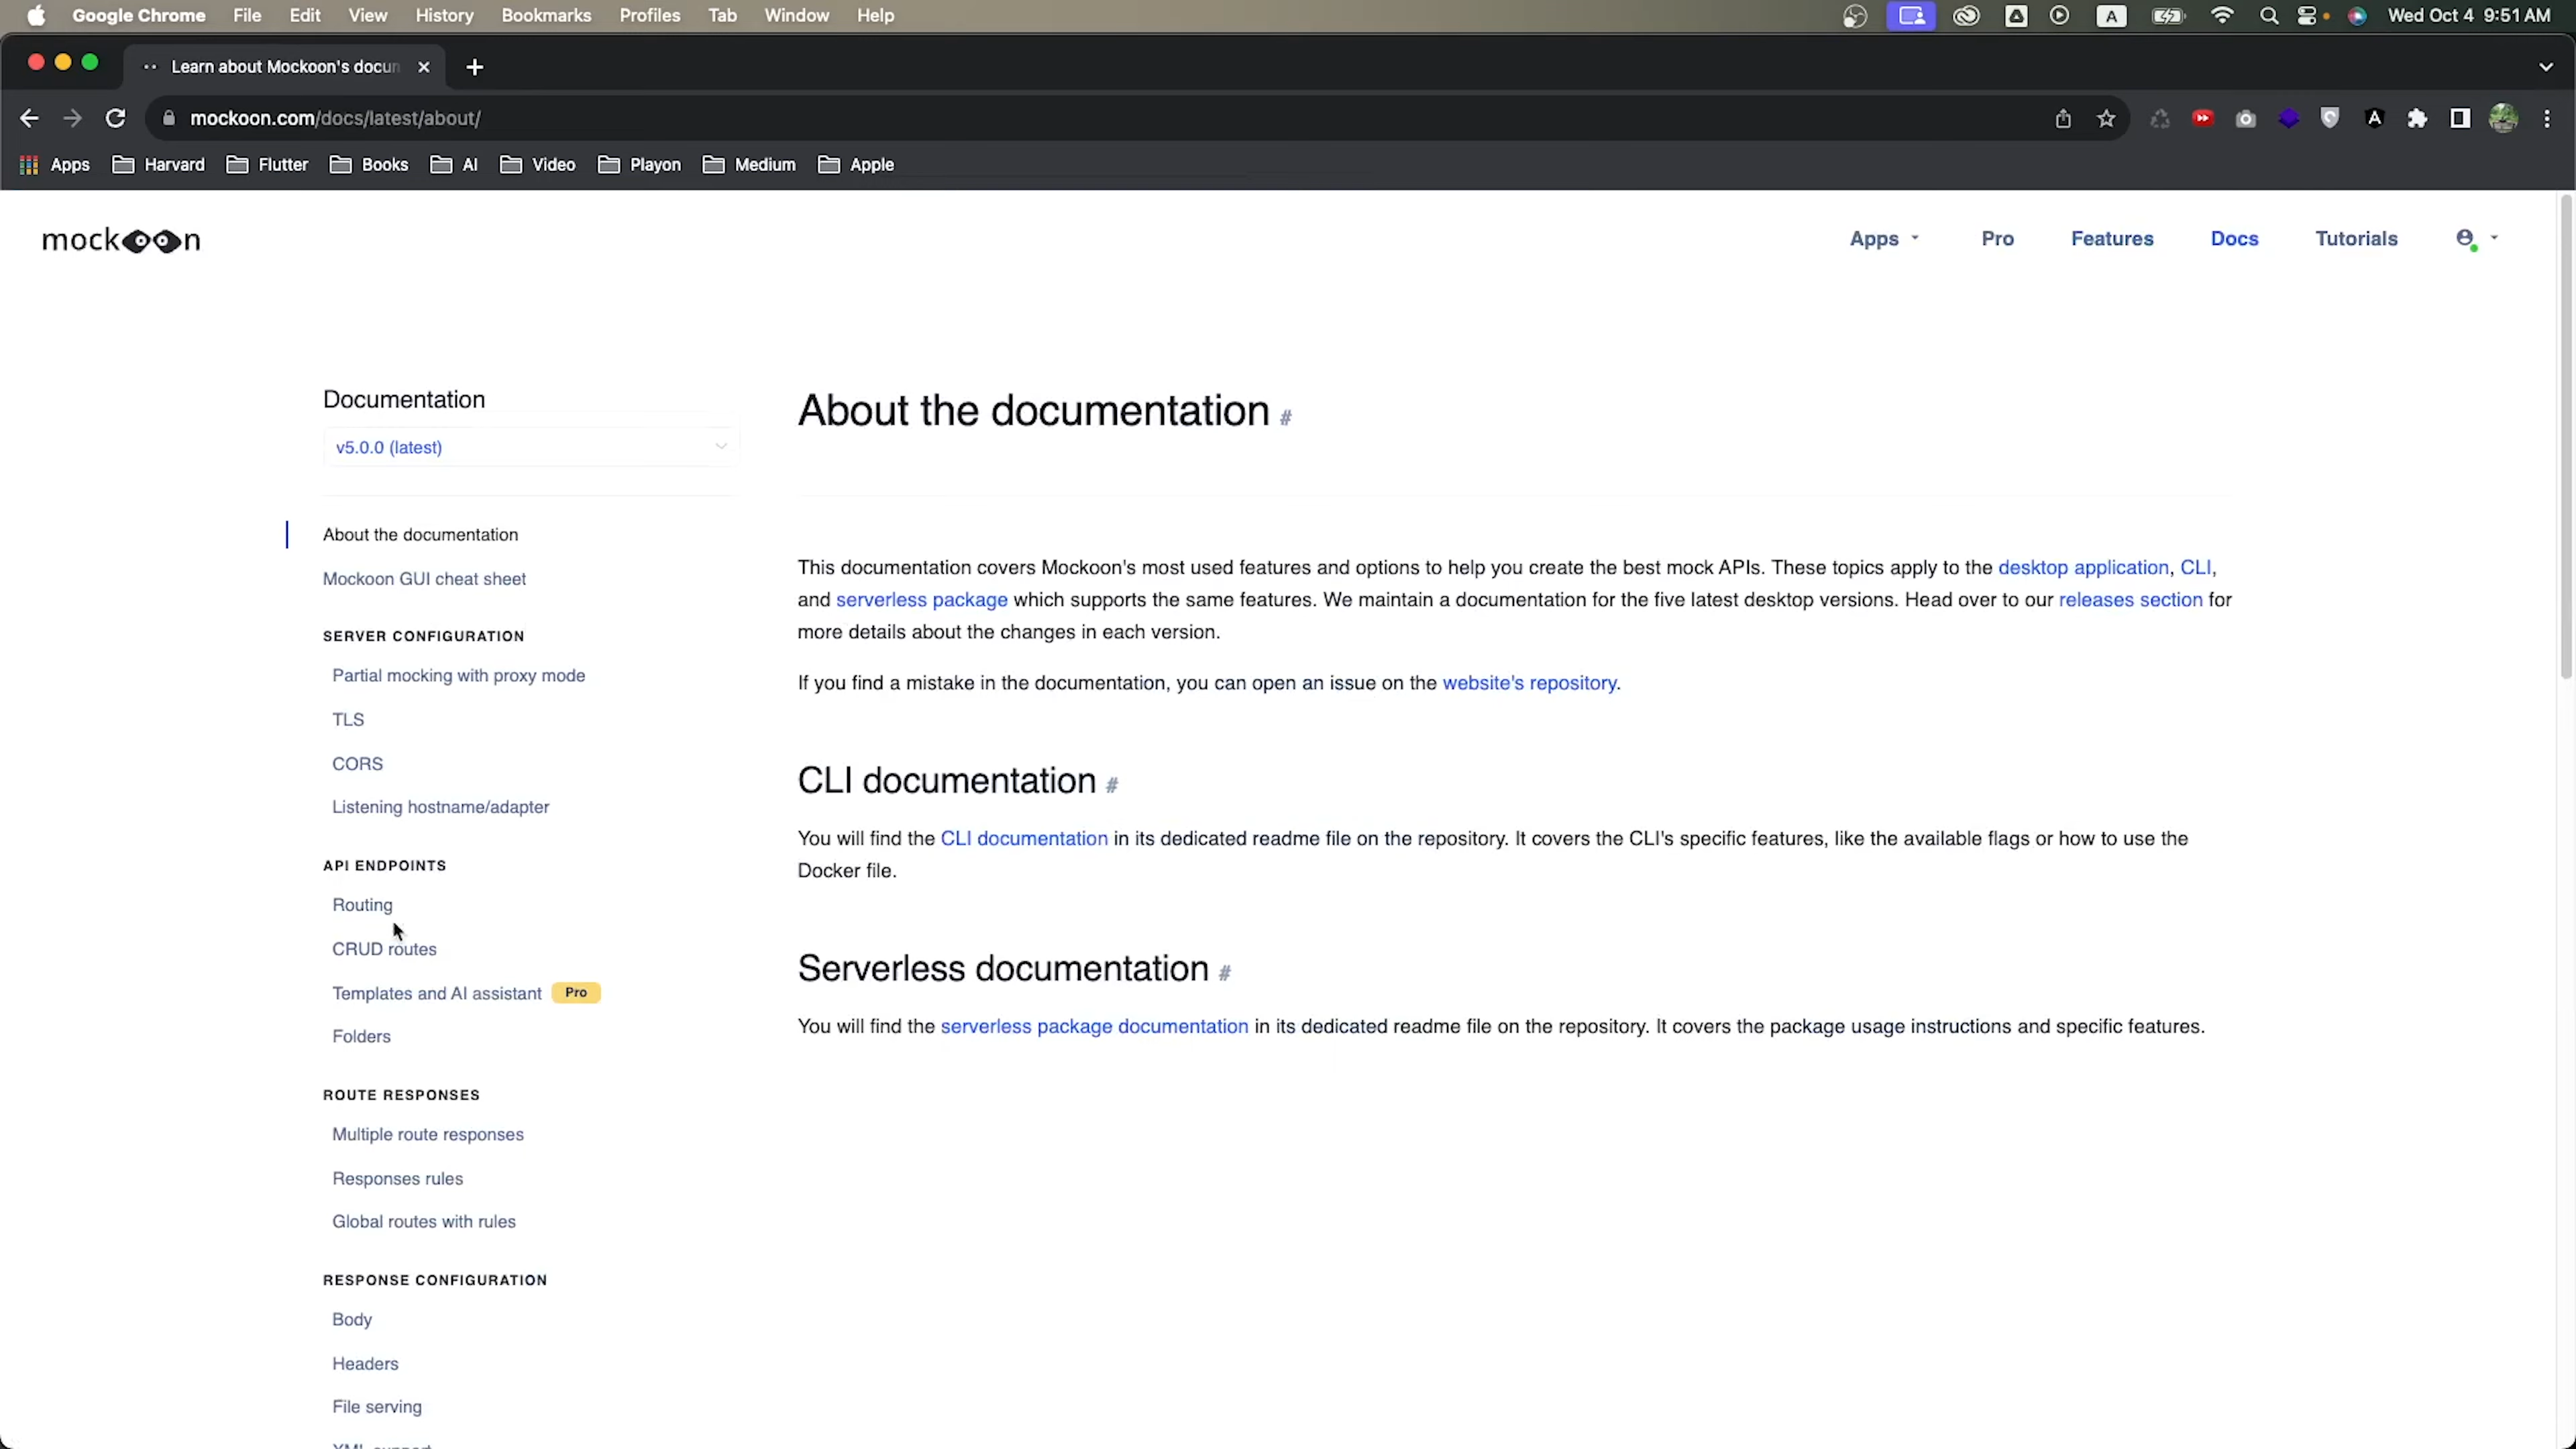 Google Chrome File Edit View History Bookmarks Profiles Tab Window Help A Wed Oct 4 9:51 AM
Learn about Mockoon's docu
mockoon.com/docs/latest/about/
Apps Harvard Flutter Books AI Video Playon Medium Apple
mockoon
Apps Pro Features Docs Tutorials
Documentation
v5.0.0 (latest)
About the documentation
Mockoon GUI cheat sheet
SERVER CONFIGURATION
Partial mocking with proxy mode
TLS
CORS
Listening hostname/adapter
API ENDPOINTS
Routing
CRUD routes
Templates and AI assistant Pro
Folders
ROUTE RESPONSES
Multiple route responses
Responses rules
Global routes with rules
RESPONSE CONFIGURATION
Body
Headers
File serving
About the documentation #
This documentation covers Mockoon's most used features and options to help you create the best mock APIs. These topics apply to the desktop application, CLI,
and serverless package which supports the same features. We maintain a documentation for the five latest desktop versions. Head over to our releases section for
more details about the changes in each version.
If you find a mistake in the documentation, you can open an issue on the website's repository.
CLI documentation #
You will find the CLI documentation in its dedicated readme file on the repository. It covers the CLI's specific features, like the available flags or how to use the
Docker file.
Serverless documentation #
You will find the serverless package documentation in its dedicated readme file on the repository. It covers the package usage instructions and specific features.